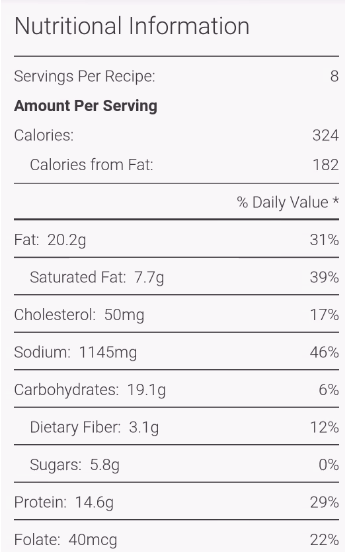 Nutritional Information
Servings Per Recipe: 8
Amount Per Serving
Calories: 324
Calories from Fat: 182
% Daily Value *
Fat: 20.2g 31%
Saturated Fat: 7.7g 39%
Cholesterol: 50mg 17%
Sodium: 1145mg 46%
Carbohydrates: 19.1g 6%
Dietary Fiber: 3.1g 12%
Sugars: 5.8g 0%
Protein: 14.6g 29%
Folate: 40mcg 22%